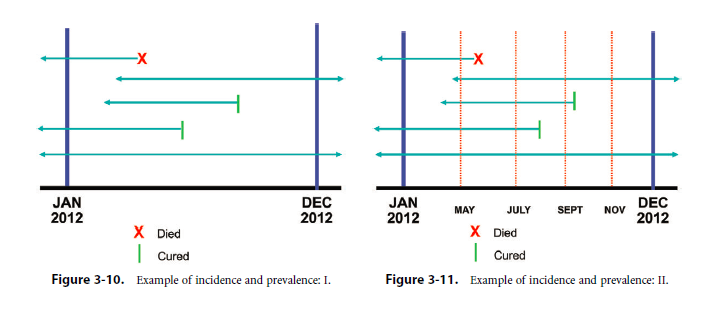 JAN
2012
DEC
2012
X Died
Cured
Figure 3-10. Example of incidence and prevalence: I.
JAN
2012
MAY
JULY
SEPT
NOV
DEC
2012
X Died
Cured
Figure 3-11. Example of incidence and prevalence: II.